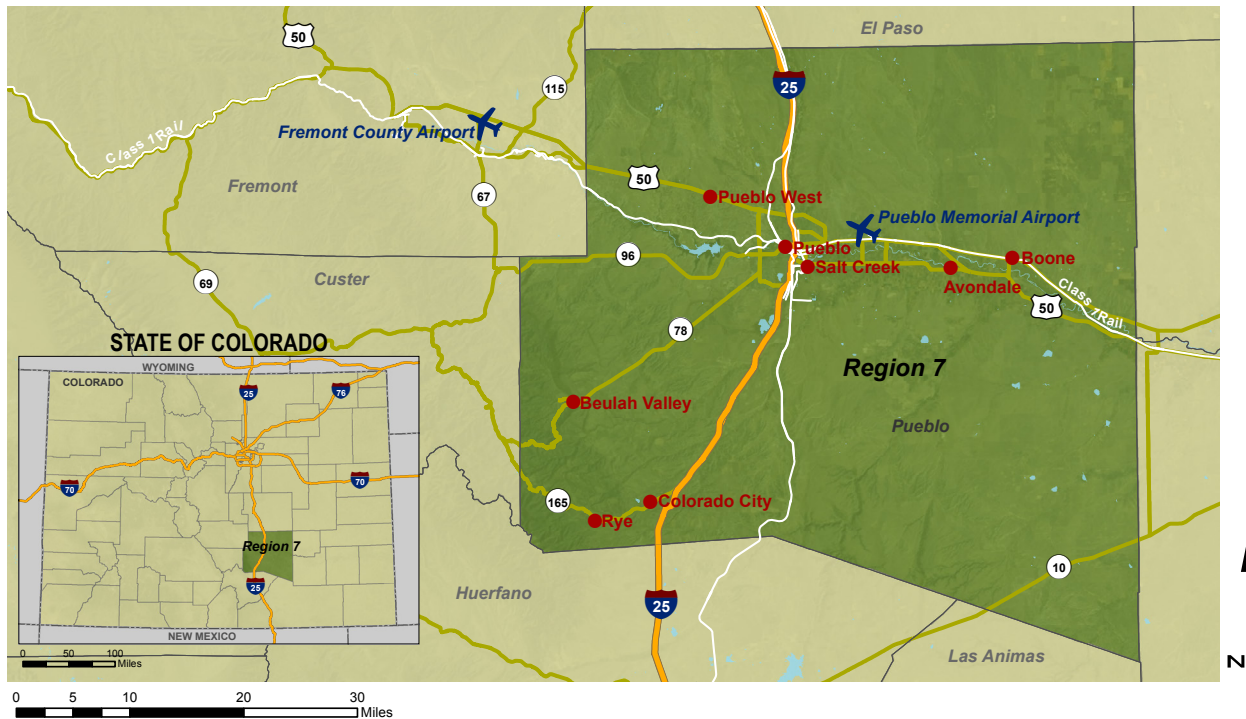 El Paso
50
25
115
Class 1 Rail
Fremont County Airport
Fremont
67
50
Pueblo West
Pueblo Memorial Airport
Pueblo
96
Salt Creek
Boone
Avondale
Class 1 Rail
50
Custer
69
78
STATE OF COLORADO
WYOMING
COLORADO
25
76
70
70
Region 7
25
NEW MEXICO
0 50 100
Miles
Region 7
Pueblo
Beulah Valley
165
Colorado City
Rye
10
25
Huerfano
Las Animas
N
0 5 10 20 30
Miles